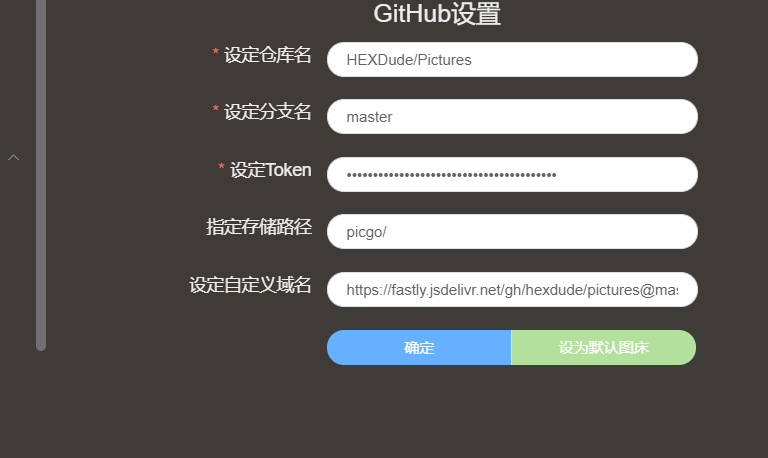 GitHub设置
* 设定仓库名 HEXDude/Pictures
* 设定分支名 master
* 设定Token ••••••••••••••••••••••••••••••••••••••••
指定存储路径 picgo/
设定自定义域名 https://fastly.jsdelivr.net/gh/hexdude/pictures@mas
确定 设为默认图床